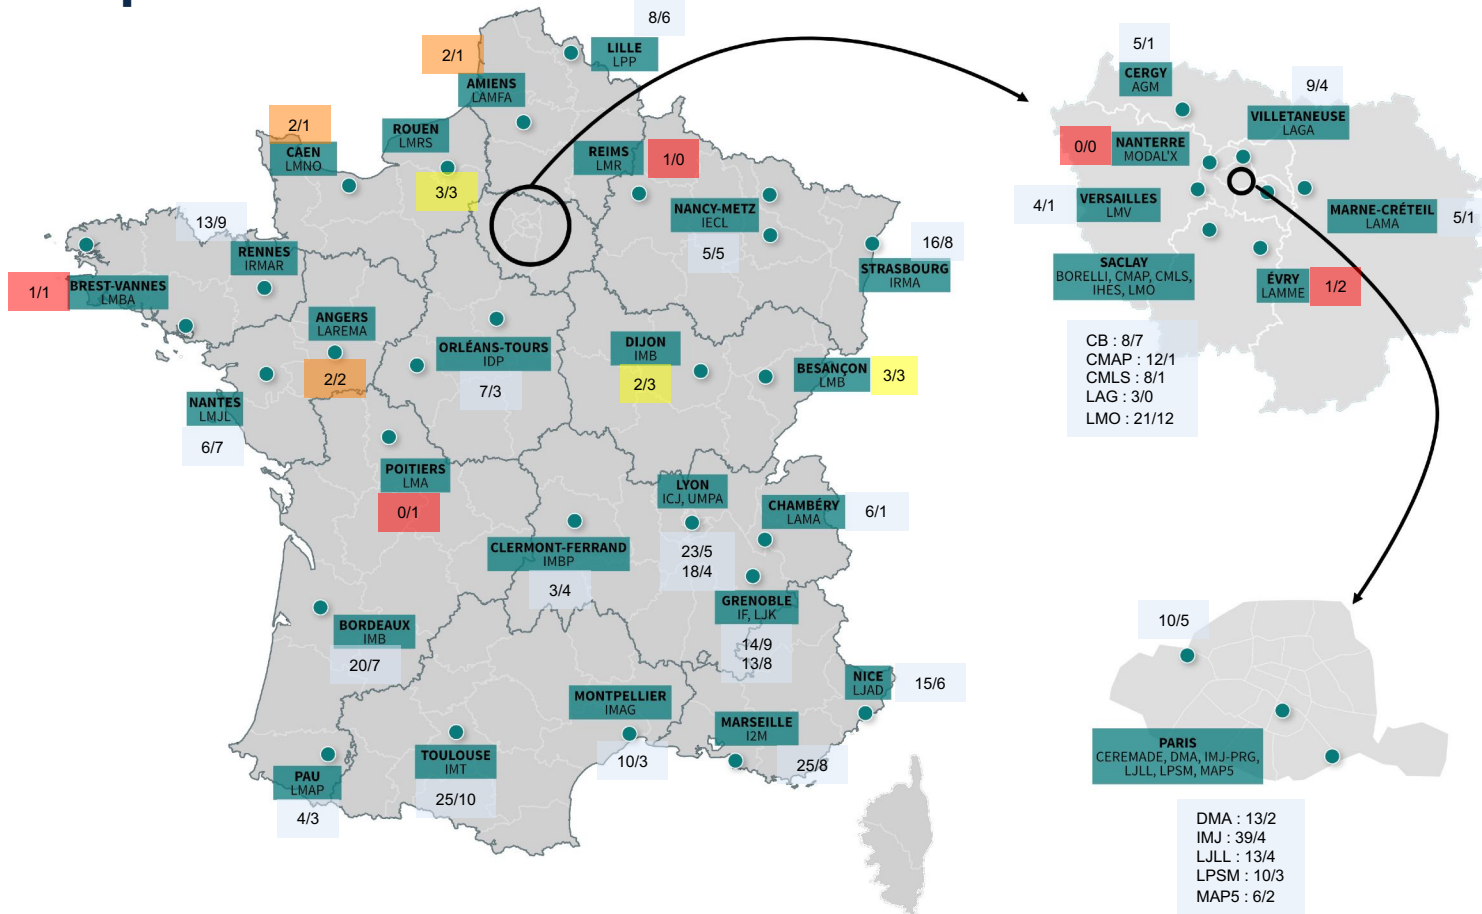 8/6
LILLE
LPP
2/1
AMIENS
LAMFA
2/1
CAEN
LMNO
ROUEN
LMRS
3/3
REIMS
LMR
1/0
NANCY-METZ
IECL
5/5
16/8
STRASBOURG
IRMA
13/9
RENNES
IRMAR
1/1
BREST-VANNES
LMBA
ANGERS
LAREMA
2/2
ORLÉANS-TOURS
IDP
7/3
DIJON
IMB
2/3
BESANÇON
LMB
3/3
NANTES
LMJL
6/7
POITIERS
LMA
0/1
LYON
ICJ, UMPA
23/5
18/4
CHAMBÉRY
LAMA
6/1
CLERMONT-FERRAND
IMBP
3/4
GRENOBLE
IF, LJK
14/9
13/8
BORDEAUX
IMB
20/7
NICE
LJAD
15/6
MONTPELLIER
IMAG
10/3
MARSEILLE
I2M
25/8
TOULOUSE
IMT
25/10
PAU
LMAP
4/3
5/1
CERGY
AGM
9/4
VILLETANEUSE
LAGA
0/0
NANTERRE
MODAL'X
4/1
VERSAILLES
LMV
MARNE-CRÉTEIL
LAMA
5/1
SACLAY
BORELLI, CMAP, CMLS,
IHES, LMO
ÉVRY
LAMME
1/2
CB : 8/7
CMAP : 12/1
CMLS : 8/1
LAG : 3/0
LMO : 21/12
10/5
PARIS
CEREMADE, DMA, IMJ-PRG,
LJLL, LPSM, MAP5
DMA : 13/2
IMJ : 39/4
LJLL : 13/4
LPSM : 10/3
MAP5 : 6/2